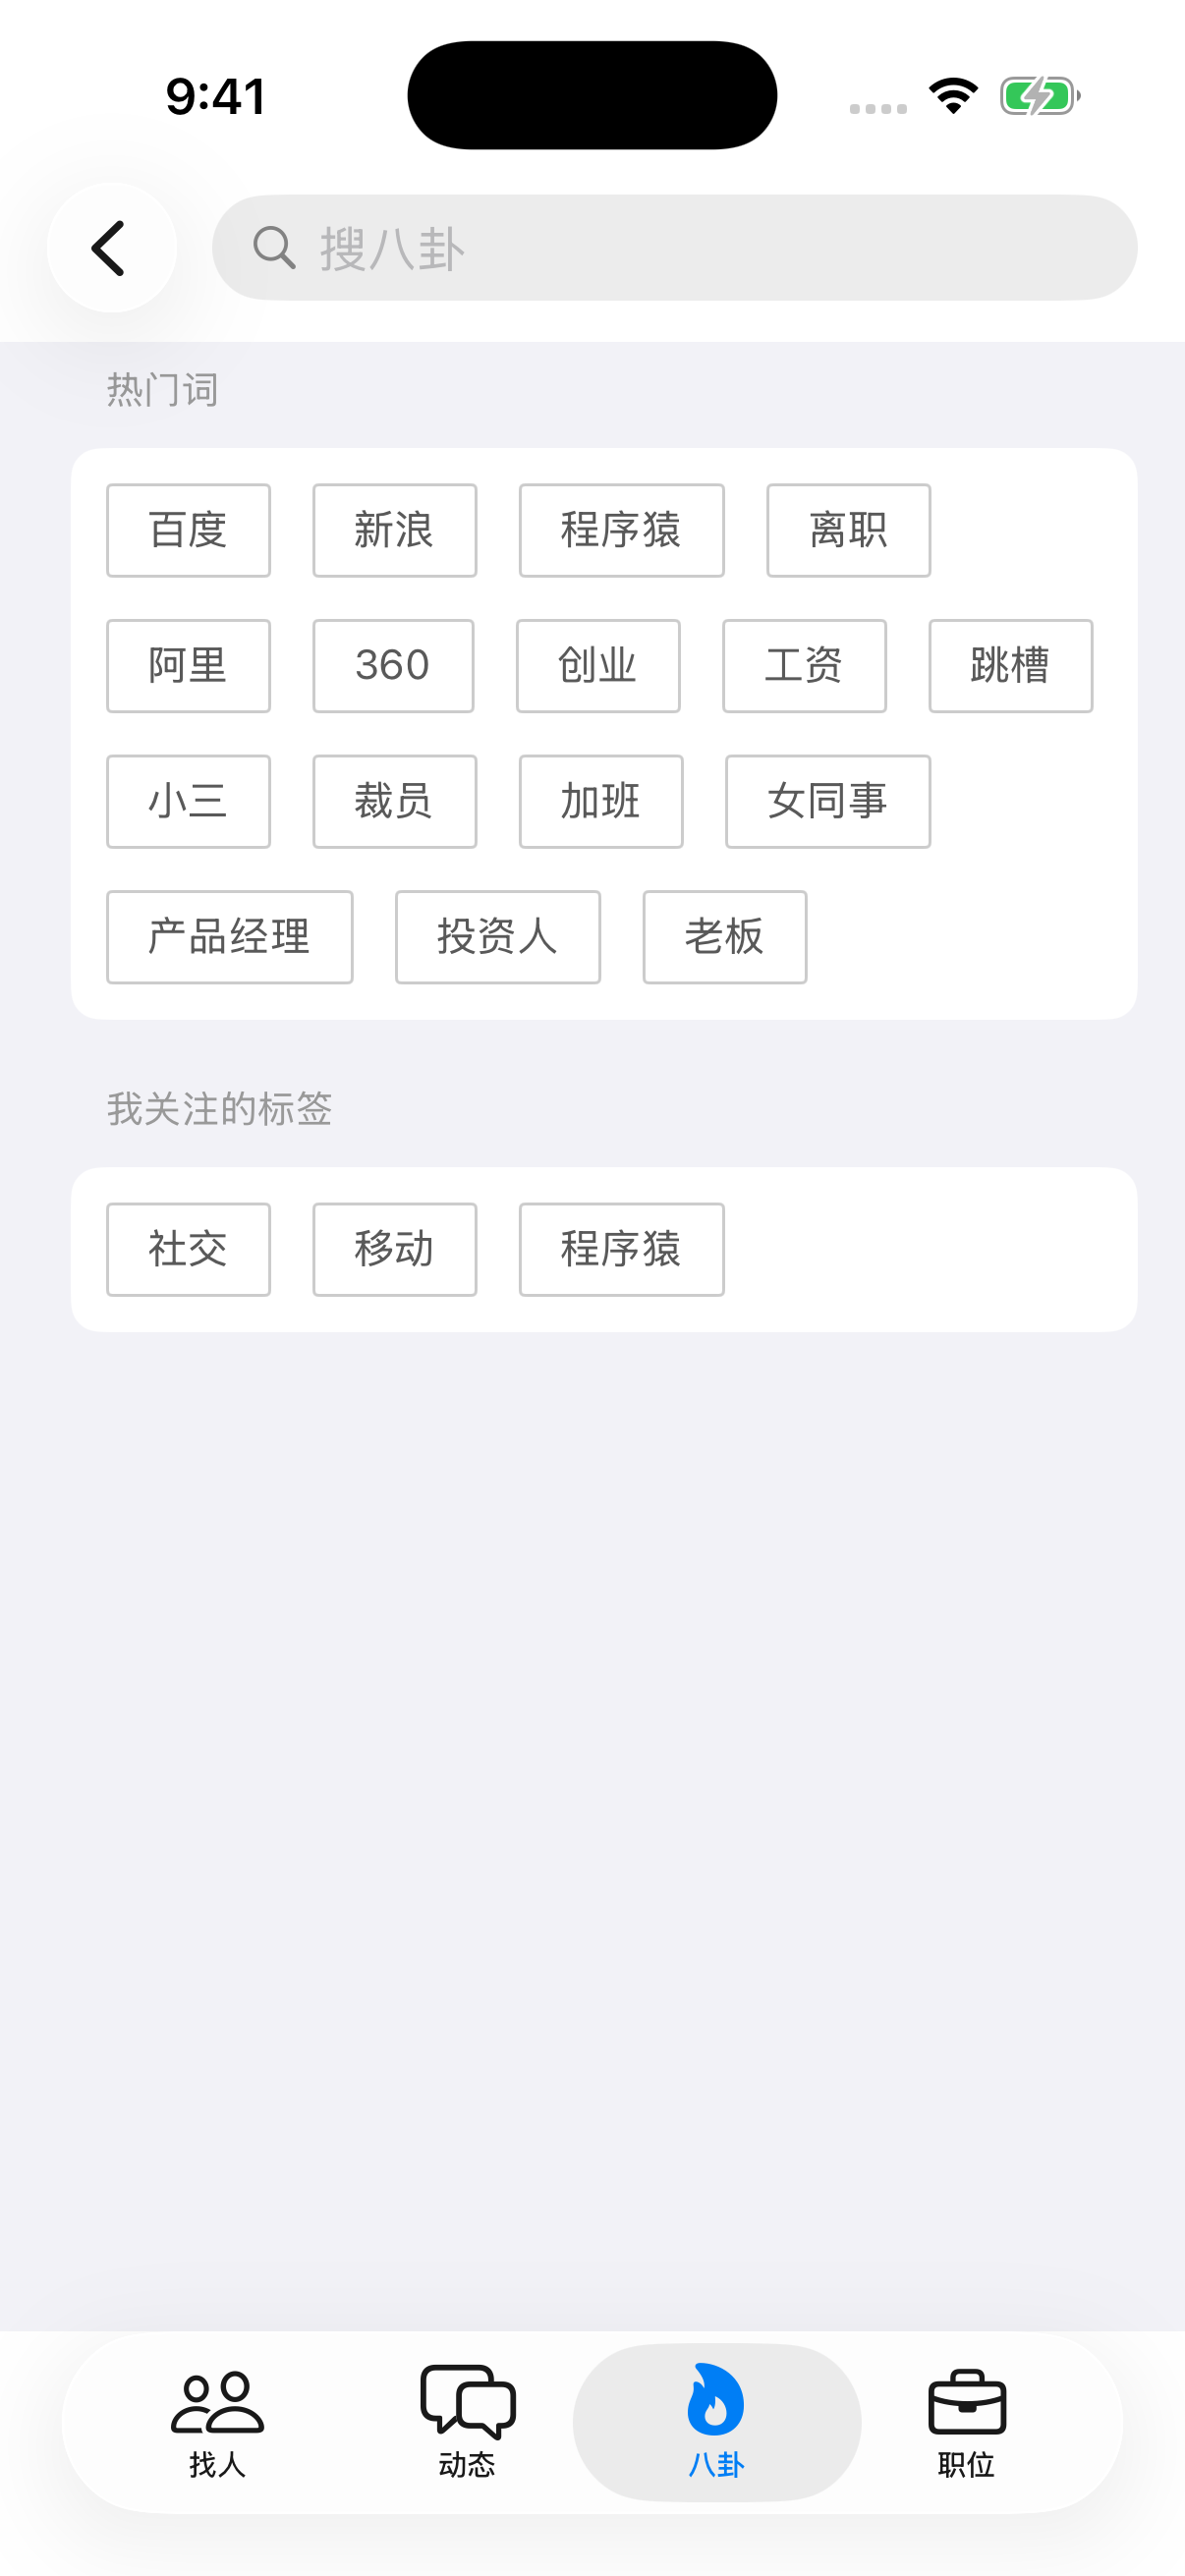 9:41
搜八卦
热门词
百度 新浪 程序猿 离职
阿里 360 创业 工资 跳槽
小三 裁员 加班 女同事
产品经理 投资人 老板
我关注的标签
社交 移动 程序猿
找人 动态 八卦 职位